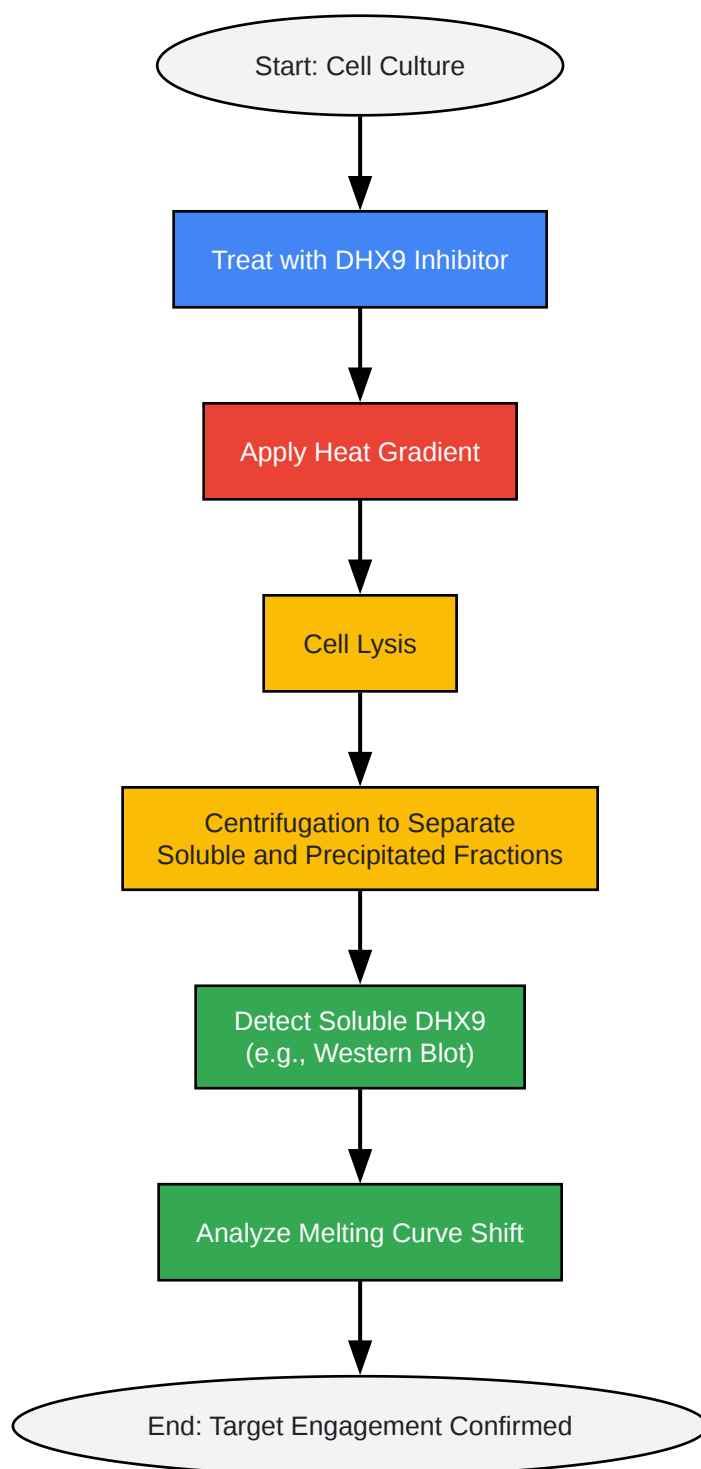 Start: Cell Culture
Treat with DHX9 Inhibitor
Apply Heat Gradient
Cell Lysis
Centrifugation to Separate
Soluble and Precipitated Fractions
Detect Soluble DHX9
(e.g., Western Blot)
Analyze Melting Curve Shift
End: Target Engagement Confirmed